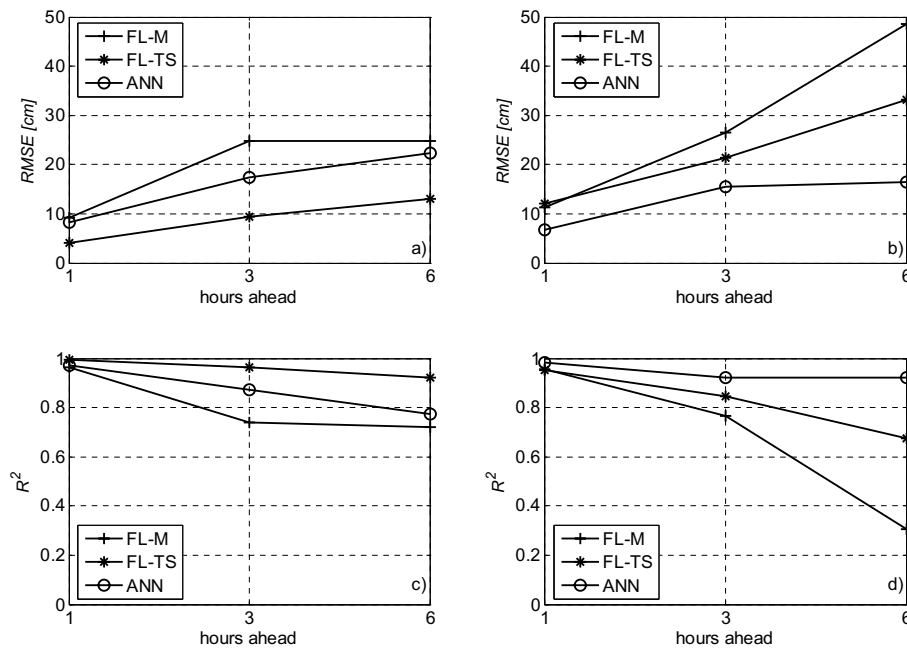 50
40
30
20
10
0
RMSE [cm]
FL-M
FL-TS
ANN
a)
1
3
6
hours ahead
50
40
30
20
10
0
RMSE [cm]
FL-M
FL-TS
ANN
b)
1
3
6
hours ahead
1
0.8
0.6
0.4
0.2
0
R²
FL-M
FL-TS
ANN
c)
1
3
6
hours ahead
1
0.8
0.6
0.4
0.2
0
R²
FL-M
FL-TS
ANN
d)
1
3
6
hours ahead